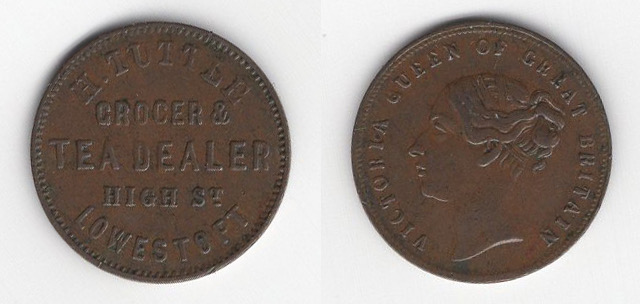 H. TUTTLE
GROCER &
TEA DEALER
HIGH ST
LOWESTOFT
VICTORIA QUEEN OF GREAT BRITAIN